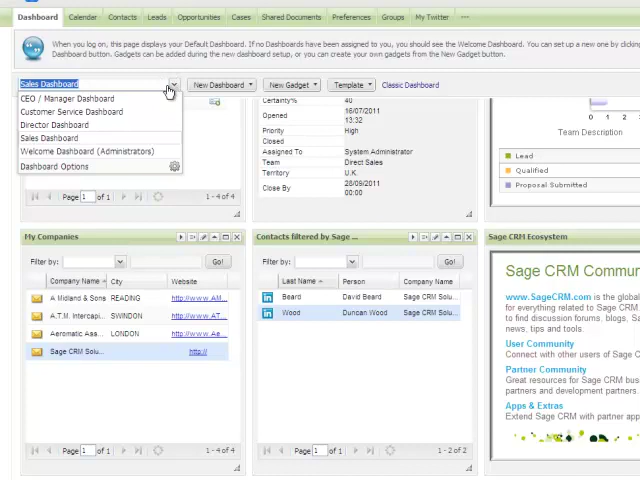 Dashboard Calendar Contacts Leads Opportunities Cases Shared Documents Preferences Groups My Twitter
When you log on, this page displays your Default Dashboard. If no Dashboards have been assigned to you, you should see the Welcome Dashboard. You can set up a new one by clicking
Dashboard button. Gadgets can be added during the new dashboard setup, or you can create your own gadgets from the New Gadget button.
Sales Dashboard New Dashboard New Gadget Template Classic Dashboard
CEO / Manager Dashboard
Customer Service Dashboard
Director Dashboard
Sales Dashboard
Welcome Dashboard (Administrators)
Dashboard Options
Page 1 of 1 1 - 4 of 4
Certainty% 40
Opened 16/07/2011
13:32
Priority High
Closed
Assigned To System Administrator
Team Direct Sales
Territory U.K
Close By 28/09/2011
00:00
Team Description
Lead
Qualified
Proposal Submitted
My Companies
Filter by: Go!
Company Name City Website
A Midland & Sons READING http://www.AM...
A.T.M. Intercapi... SWINDON http://www.AT...
Aeromatic Ass... LONDON http://www.Ae...
Sage CRM Solu... http://
Page 1 of 1 1 - 4 of 4
Contacts filtered by Sage ...
Filter by: Go!
Last Name Person Company Name
Beard David Beard Sage CRM Solu...
Wood Duncan Wood Sage CRM Solu...
Page 1 of 1 1 - 2 of 2
Sage CRM Ecosystem
Sage CRM Commun
www.SageCRM.com is the global
for everything related to Sage CRM.
to find discussion forums, blogs, Sa
news, tips and tools.
User Community
Connect with other users of Sage
Partner Community
Great resources for Sage CRM bus
partners and development partners.
Apps & Extras
Extend Sage CRM with partner app